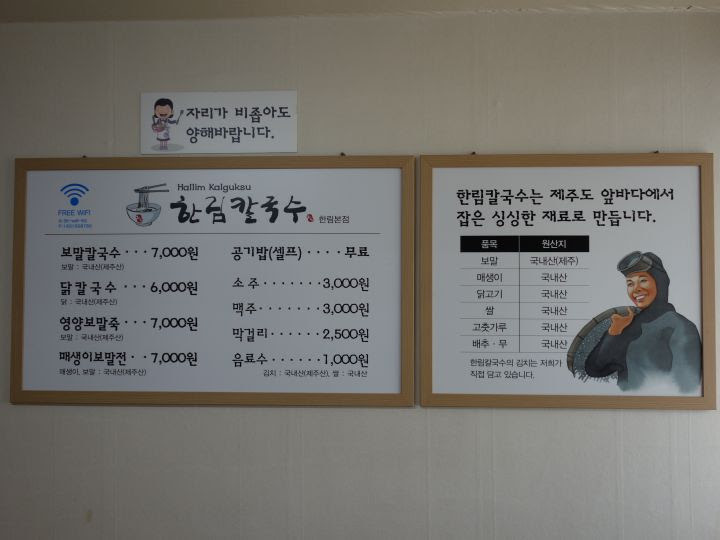 자리가 비좁아도
양해바랍니다.
FREE WIFI
Hallim Kalguksu
한림칼국수 한림본점
보말칼국수 · · · 7,000원
보말 : 국내산(제주산)
닭칼국수 · · · 6,000원
닭 : 국내산(제주산)
영양보말죽 · · · 7,000원
보말 : 국내산(제주산)
매생이보말전 · · 7,000원
매생이, 보말 : 국내산(제주산)
공기밥(셀프) · · · · 무료
소주 · · · · · · · 3,000원
맥주 · · · · · · · 3,000원
막걸리 · · · · · · 2,500원
음료수 · · · · · · 1,000원
김치 : 국내산(제주산), 쌀 : 국내산
한림칼국수는 제주도 앞바다에서
잡은 싱싱한 재료로 만듭니다.
품목 원산지
보말 국내산(제주)
매생이 국내산
닭고기 국내산
쌀 국내산
고춧가루 국내산
배추 · 무 국내산
한림칼국수의 김치는 저희가
직접 담고 있습니다.